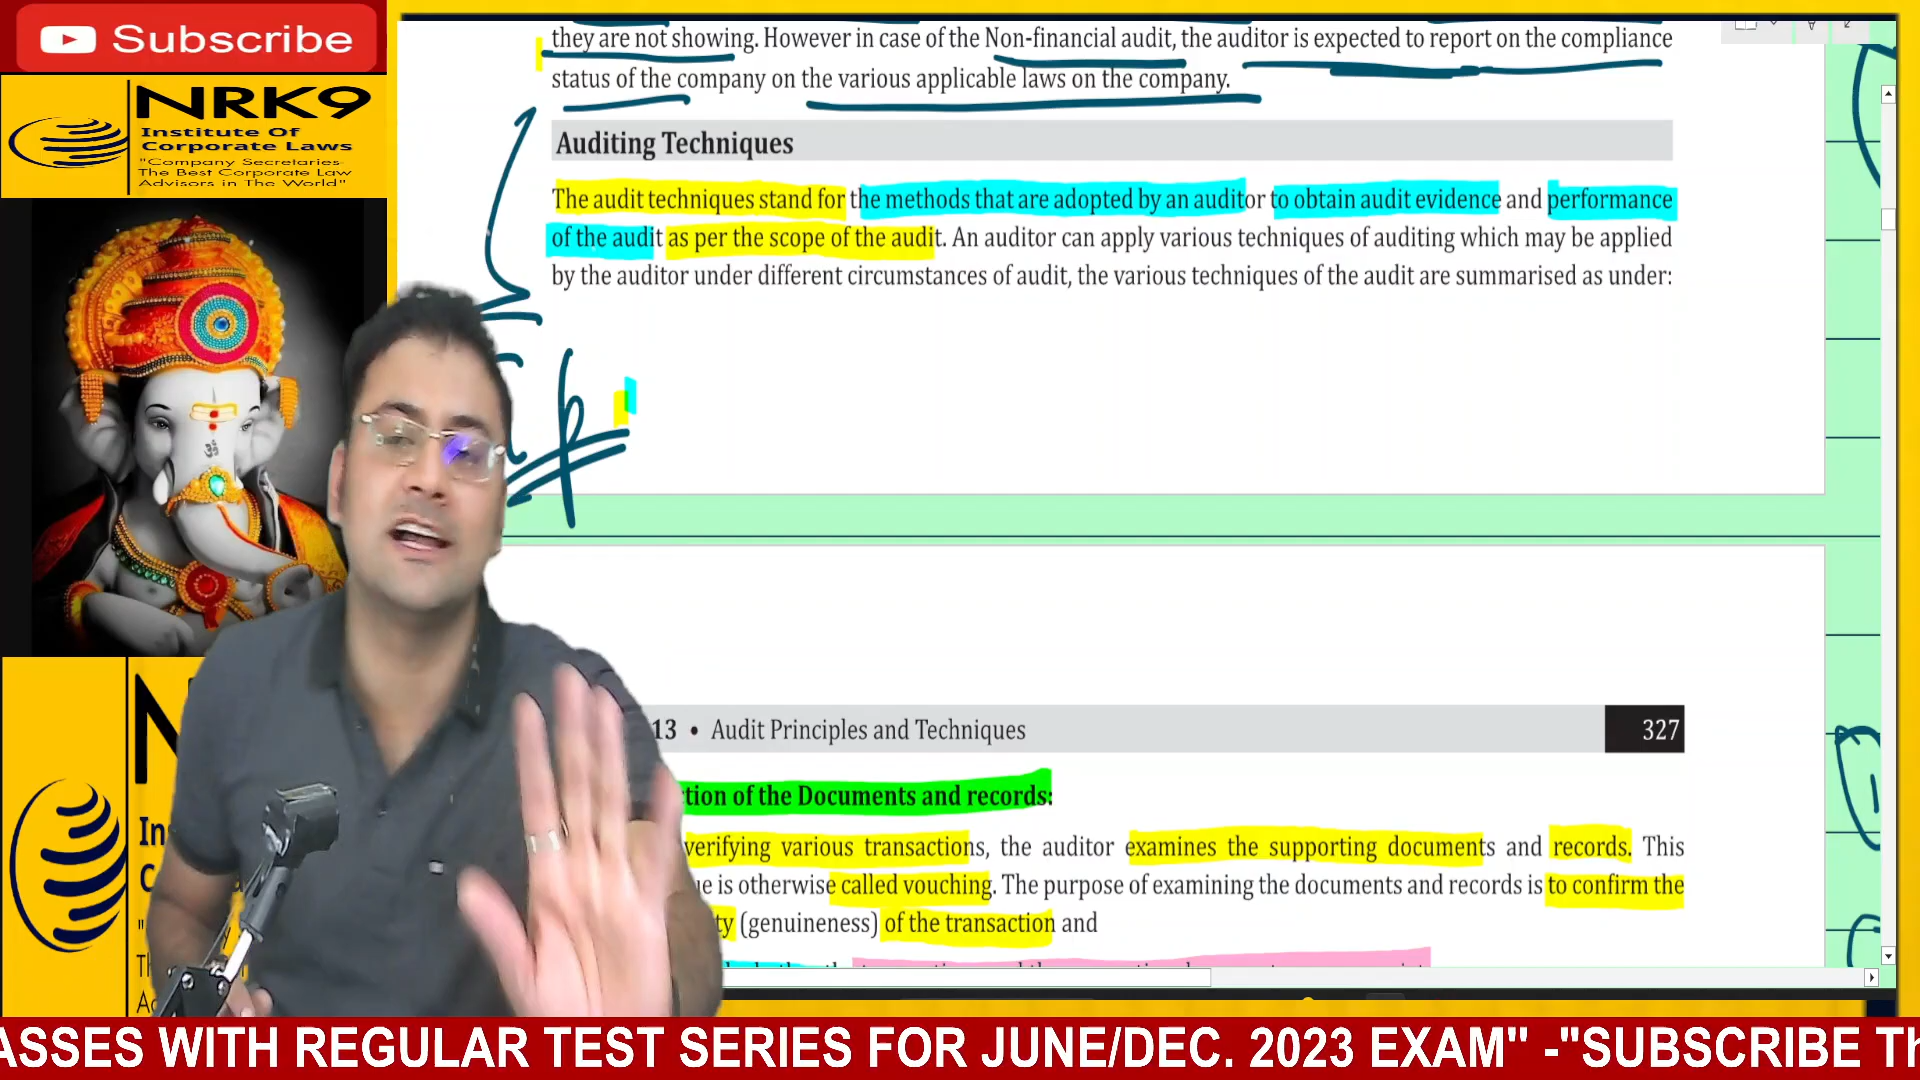 Subscribe
NRK9
Institute Of
Corporate Laws
"Company Secretaries-
The Best Corporate Law
Advisors in The World"
they are not showing. However in case of the Non-financial audit, the auditor is expected to report on the compliance
status of the company on the various applicable laws on the company.
Auditing Techniques
The audit techniques stand for the methods that are adopted by an auditor to obtain audit evidence and performance
of the audit as per the scope of the audit. An auditor can apply various techniques of auditing which may be applied
by the auditor under different circumstances of audit, the various techniques of the audit are summarised as under:
13 • Audit Principles and Techniques 327
ction of the Documents and records:
verifying various transactions, the auditor examines the supporting documents and records. This
ue is otherwise called vouching. The purpose of examining the documents and records is to confirm the
ty (genuineness) of the transaction and
N
In
C
ASSES WITH REGULAR TEST SERIES FOR JUNE/DEC. 2023 EXAM" -"SUBSCRIBE Th